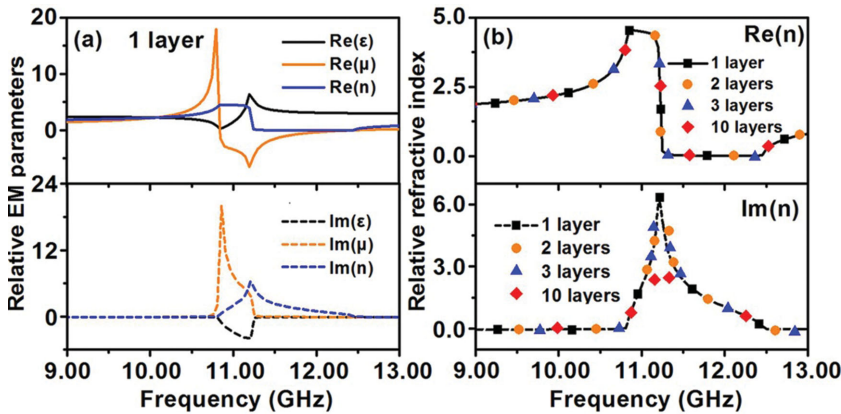 (a) 1 layer
Re(ε)
Re(μ)
Re(n)
20
10
0
24
12
0
Im(ε)
Im(μ)
Im(n)
Relative EM parameters
9.00 10.00 11.00 12.00 13.00
Frequency (GHz)
(b) Re(n)
1 layer
2 layers
3 layers
10 layers
5.0
2.5
0.0
Im(n)
1 layer
2 layers
3 layers
10 layers
6.0
3.0
0.0
Relative refractive index
9.00 10.00 11.00 12.00 13.00
Frequency (GHz)